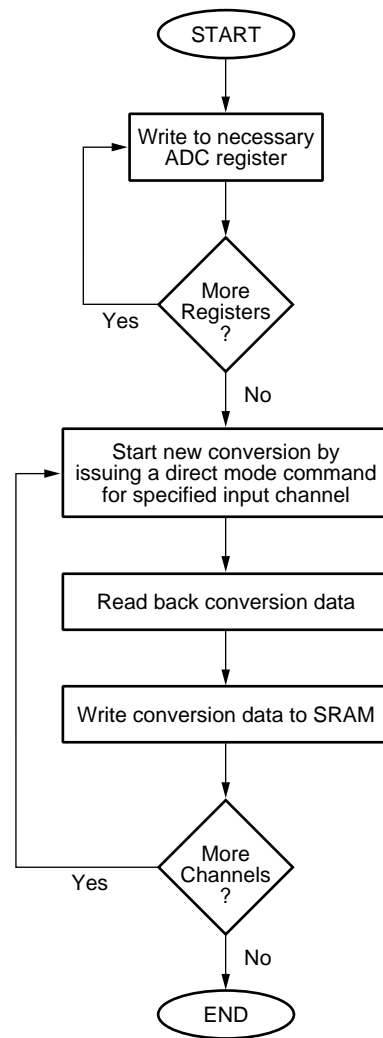 START
Write to necessary
ADC register
More
Registers
?
Yes
No
Start new conversion by
issuing a direct mode command
for specified input channel
Read back conversion data
Write conversion data to SRAM
More
Channels
?
Yes
No
END